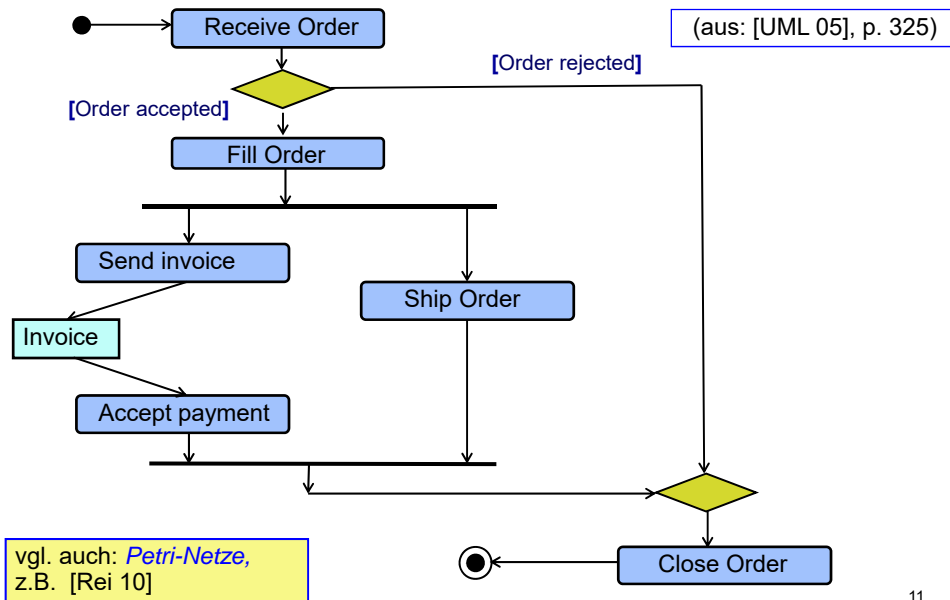 Receive Order
(aus: [UML 05], p. 325)
[Order rejected]
[Order accepted]
Fill Order
Send invoice
Ship Order
Invoice
Accept payment
vgl. auch: Petri-Netze,
z.B. [Rei 10]
Close Order
11